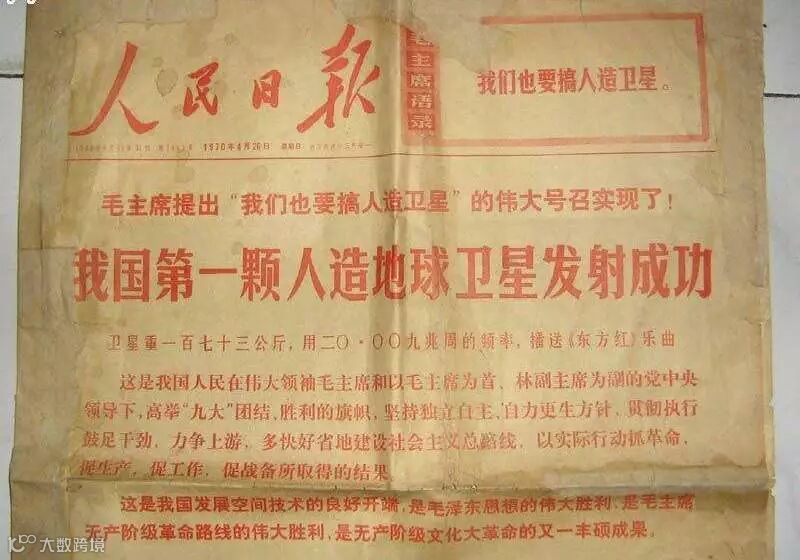 人民日报
毛主席语录
我们也要搞人造卫星。
1970年4月26日 星期日
毛主席提出“我们也要搞人造卫星”的伟大号召实现了！
我国第一颗人造地球卫星发射成功
卫星重一百七十三公斤，用二〇·〇〇九兆周的频率，播送《东方红》乐曲
这是我国人民在伟大领袖毛主席和以毛主席为首、林副主席为副的党中央
领导下，高举“九大”团结、胜利的旗帜，坚持独立自主、自力更生方针，贯彻执行
鼓足干劲，力争上游，多快好省地建设社会主义总路线，以实际行动抓革命，
促生产，促工作，促战备所取得的结果。
这是我国发展空间技术的良好开端，是毛泽东思想的伟大胜利，是毛主席
无产阶级革命路线的伟大胜利，是无产阶级文化大革命的又一丰硕成果。
大数跨境